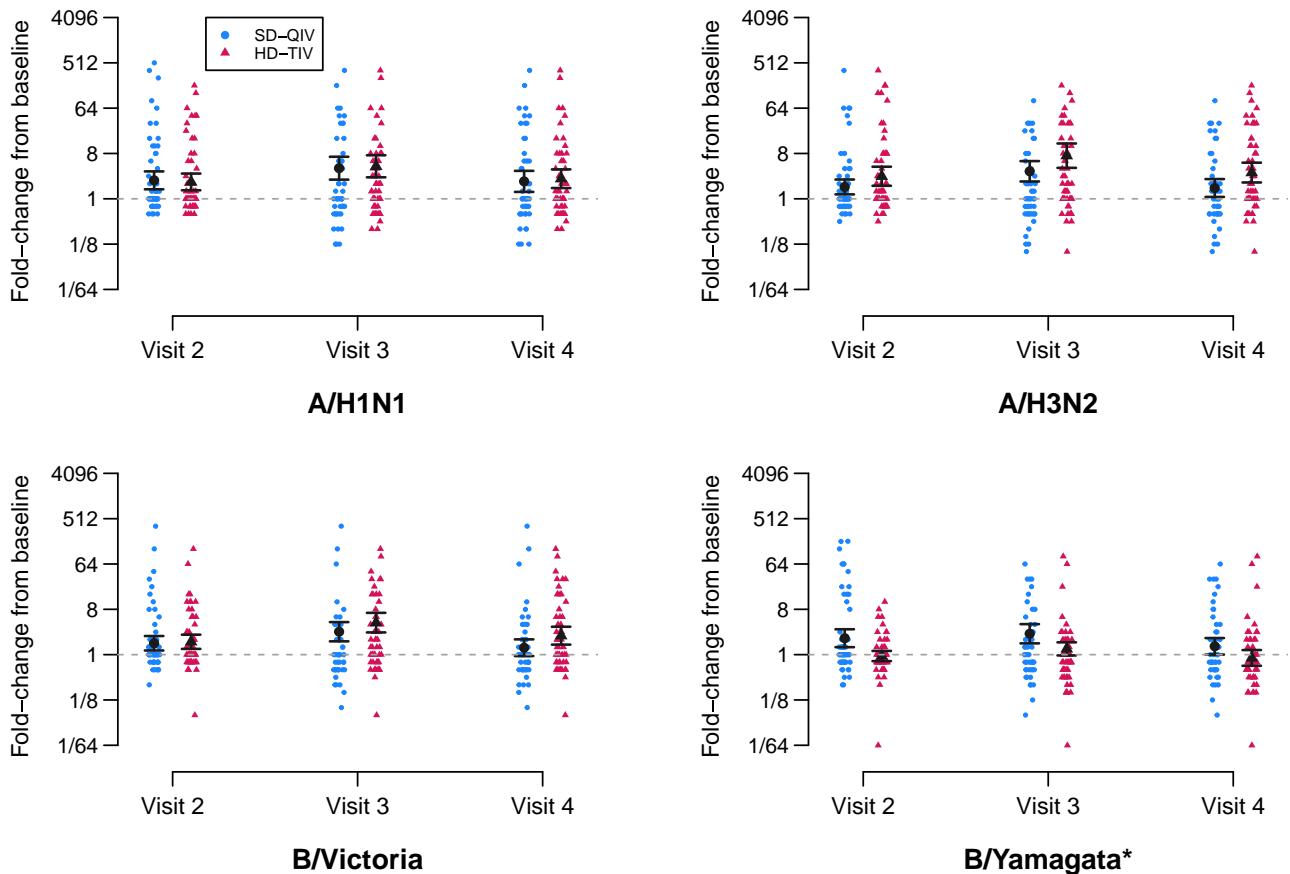 Fold−change from baseline
4096
512
64
8
1
1/8
1/64
SD−QIV
HD−TIV
Visit 2
Visit 3
Visit 4
A/H1N1
Fold−change from baseline
4096
512
64
8
1
1/8
1/64
Visit 2
Visit 3
Visit 4
A/H3N2
Fold−change from baseline
4096
512
64
8
1
1/8
1/64
Visit 2
Visit 3
Visit 4
B/Victoria
Fold−change from baseline
4096
512
64
8
1
1/8
1/64
Visit 2
Visit 3
Visit 4
B/Yamagata*